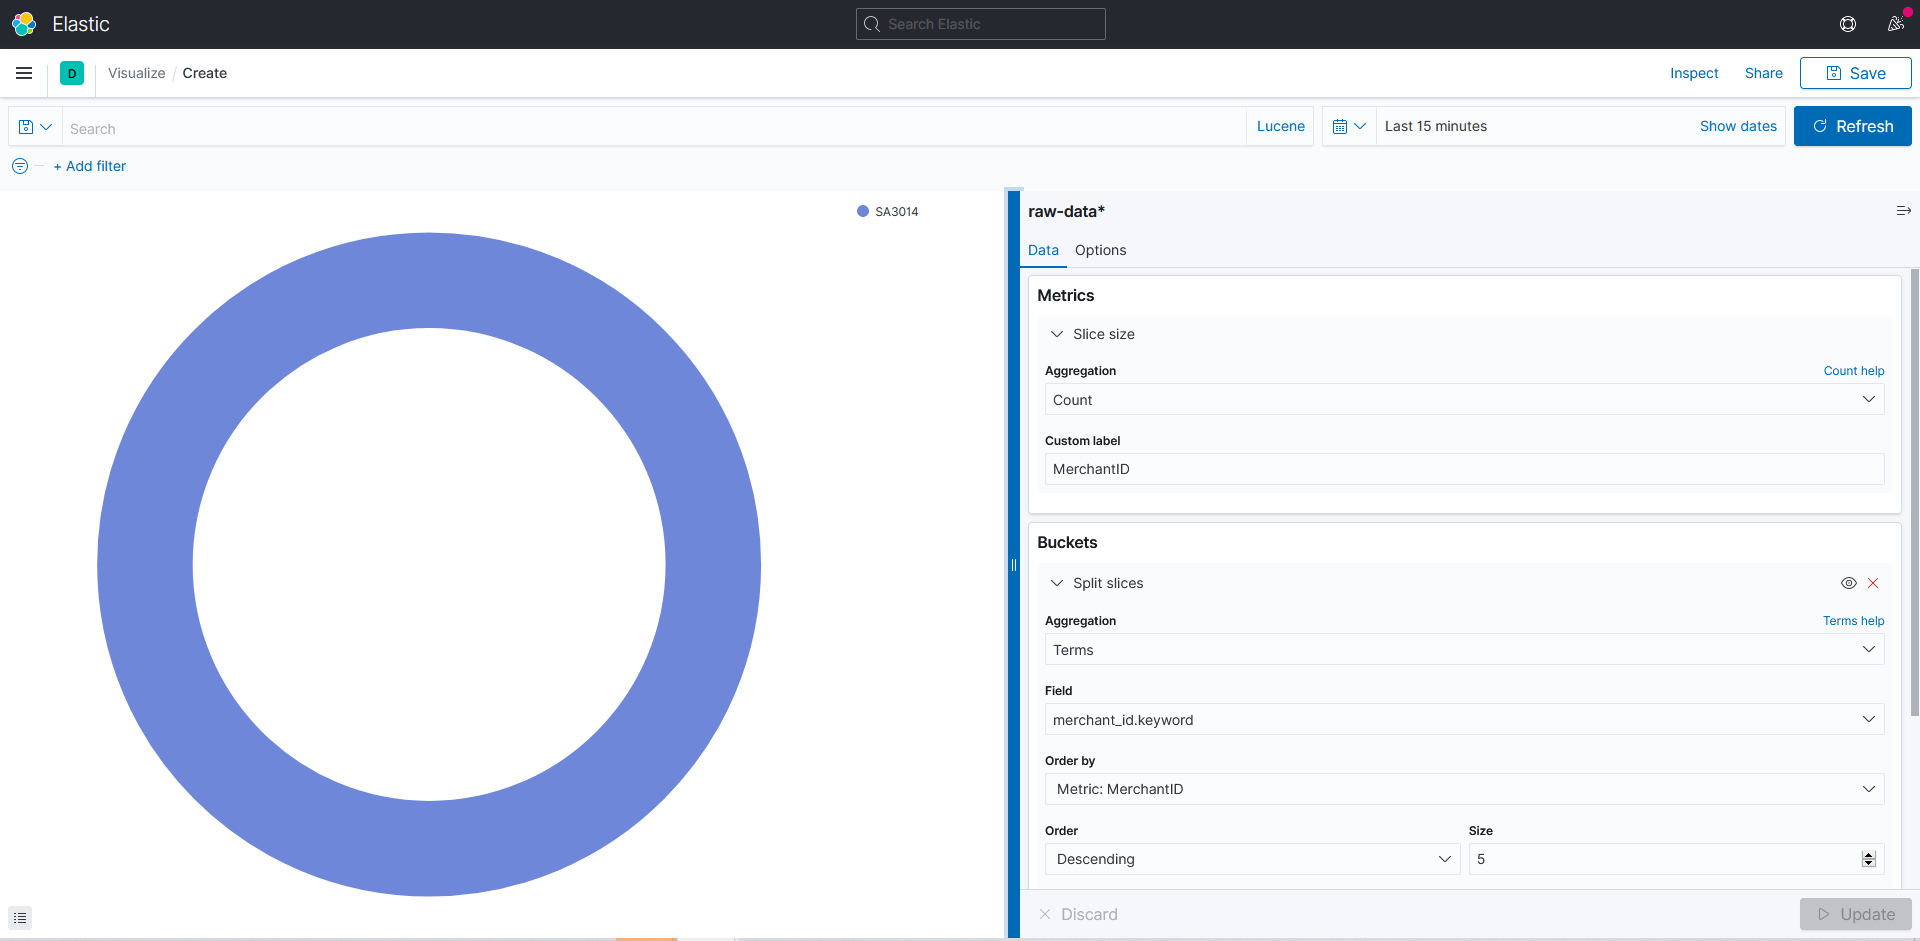 Elastic
Search Elastic
D
Visualize / Create
Inspect
Share
Save
Search
Lucene
Last 15 minutes
Show dates
Refresh
+ Add filter
SA3014
raw-data*
Data
Options
Metrics
Slice size
Aggregation
Count help
Count
Custom label
MerchantID
Buckets
Split slices
Aggregation
Terms help
Terms
Field
merchant_id.keyword
Order by
Metric: MerchantID
Order
Size
Descending
5
Discard
Update